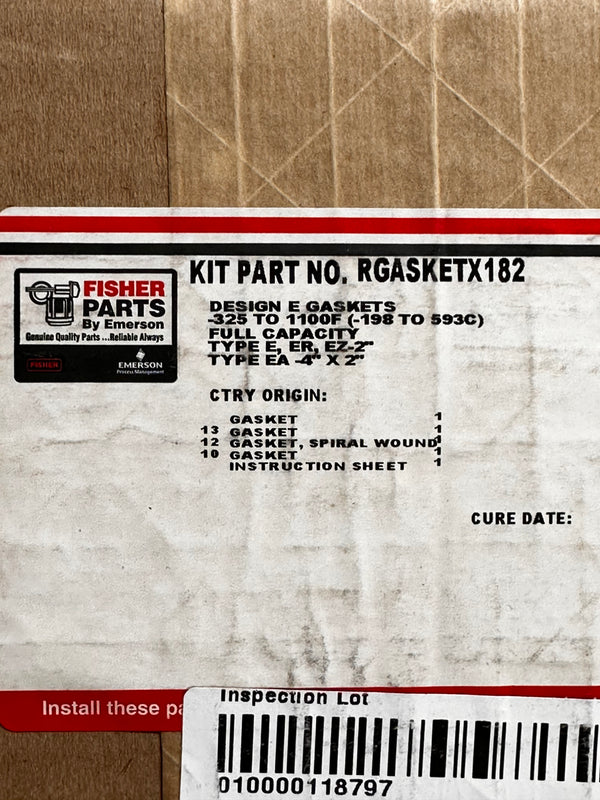 KIT PART NO. RGASKETX182
FISHER
PARTS
By Emerson
Genuine Quality Parts ...Reliable Always
FISHER
EMERSON
Process Management
DESIGN E GASKETS
-325 TO 1100F (-198 TO 593C)
FULL CAPACITY
TYPE E, ER, EZ-2"
TYPE EA -4" X 2"
CTRY ORIGIN:
GASKET 1
13 GASKET 1
12 GASKET, SPIRAL WOUND 1
10 GASKET 1
INSTRUCTION SHEET 1
CURE DATE:
Install these pa
Inspection Lot
010000118797